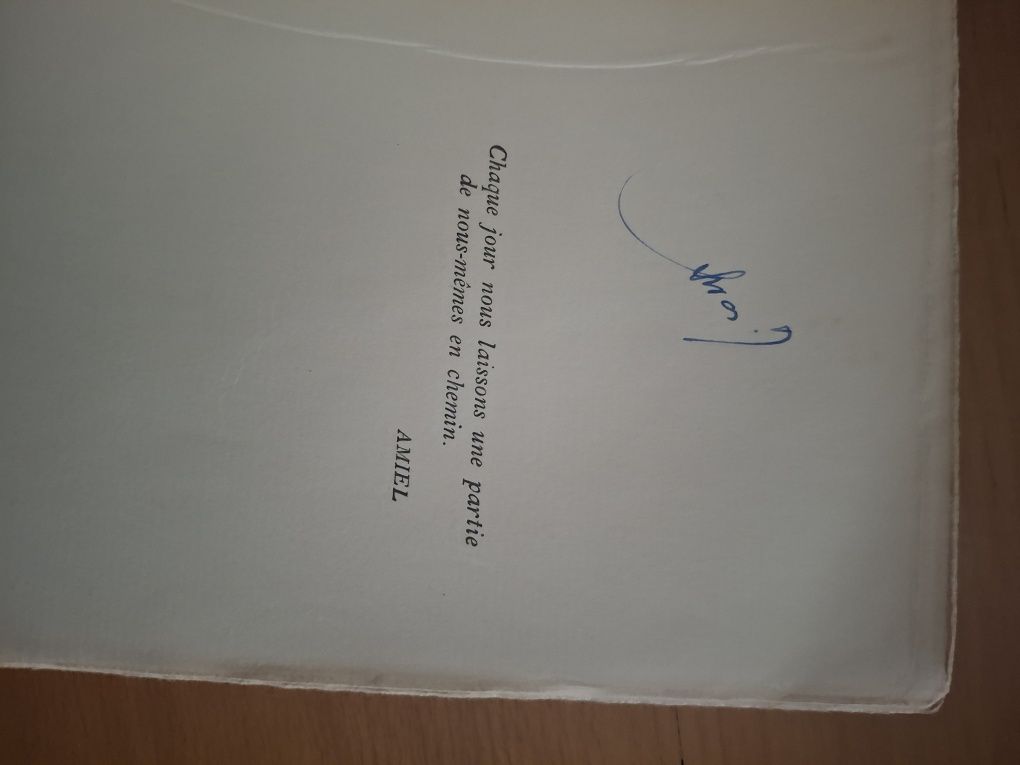 Chaque jour nous laissons une partie
de nous-mêmes en chemin.
AMIEL